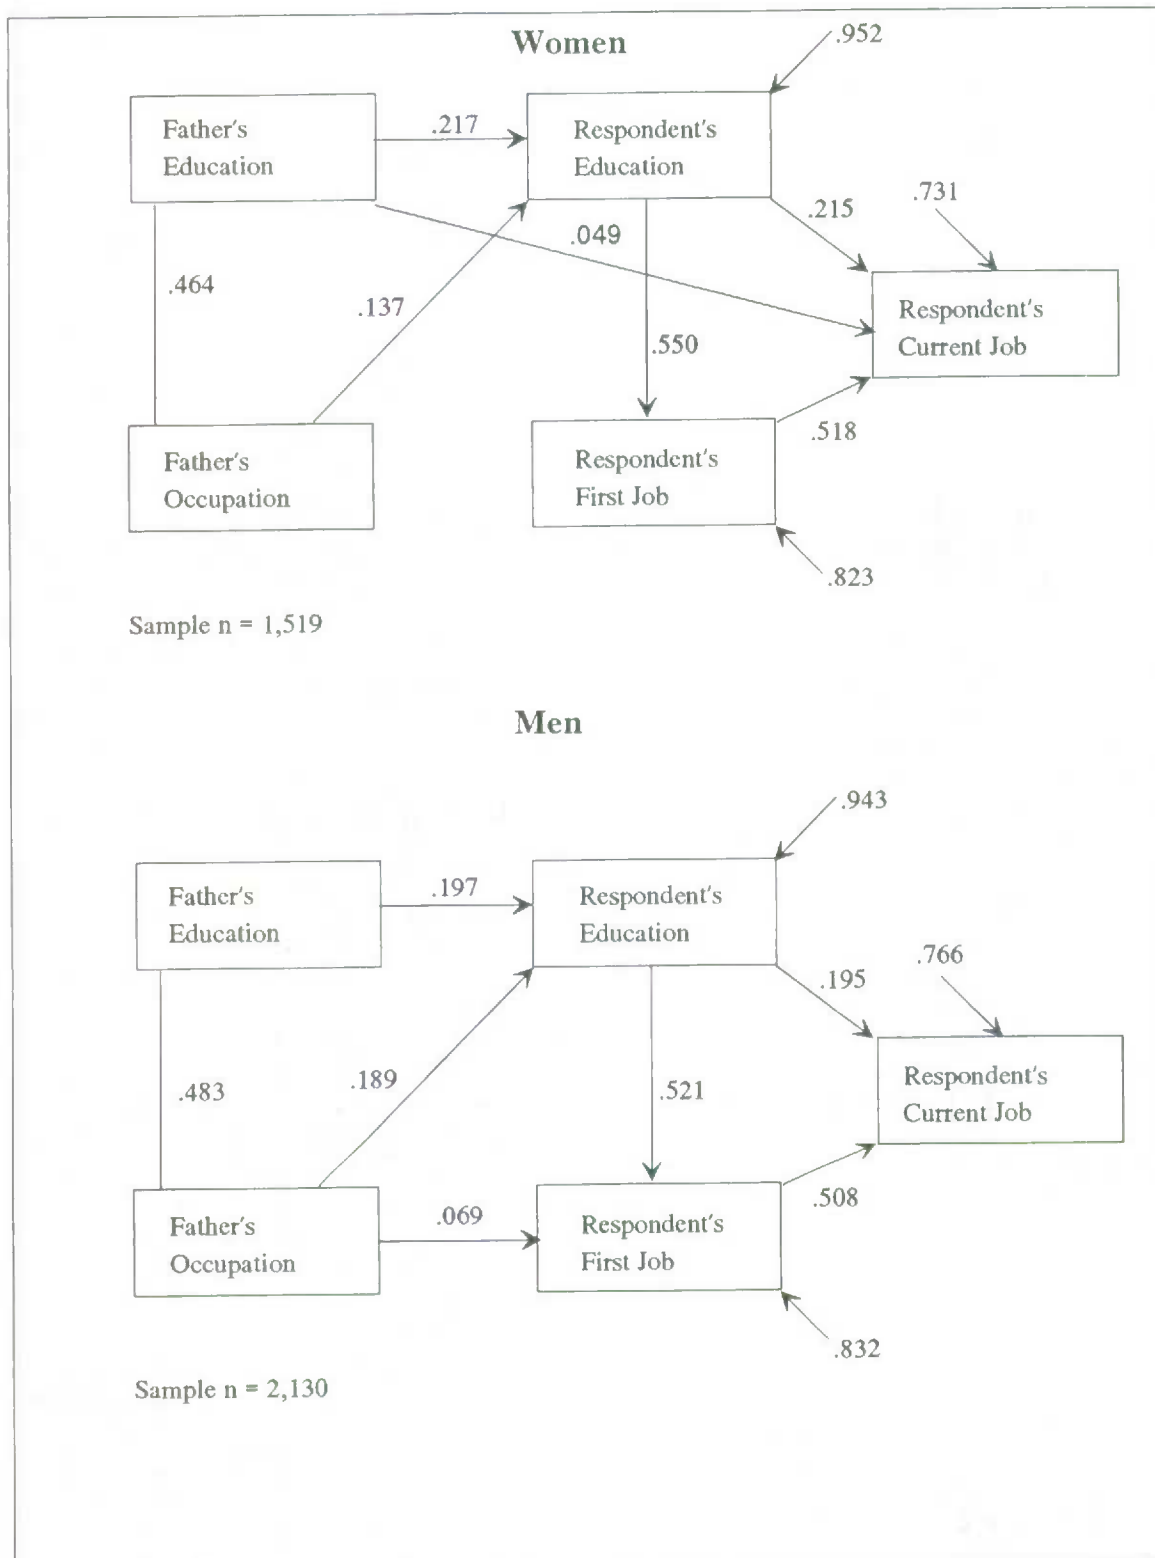 Women
.952
Father's
Education
.217
Respondent's
Education
.215
.731
.049
.464
.137
Respondent's
Current Job
.550
.518
Father's
Occupation
Respondent's
First Job
.823
Sample n = 1,519
Men
.943
Father's
Education
.197
Respondent's
Education
.195
.766
.483
.189
.521
Respondent's
Current Job
.508
Father's
Occupation
.069
Respondent's
First Job
.832
Sample n = 2,130